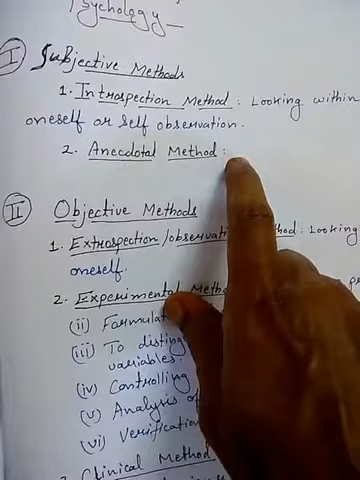 Psychology
I Subjective Methods
1. Introspection Method : Looking within
oneself or self observation.
2. Anecdotal Method :
II Objective Methods
1. Extrospection / observati hod : Looking
oneself.
2. Experimental Meth
(ii) Formulat
(iii) To disting
variables.
(iv) Controlling
(v) Analysis of
(vi) Verification
Clinical Method